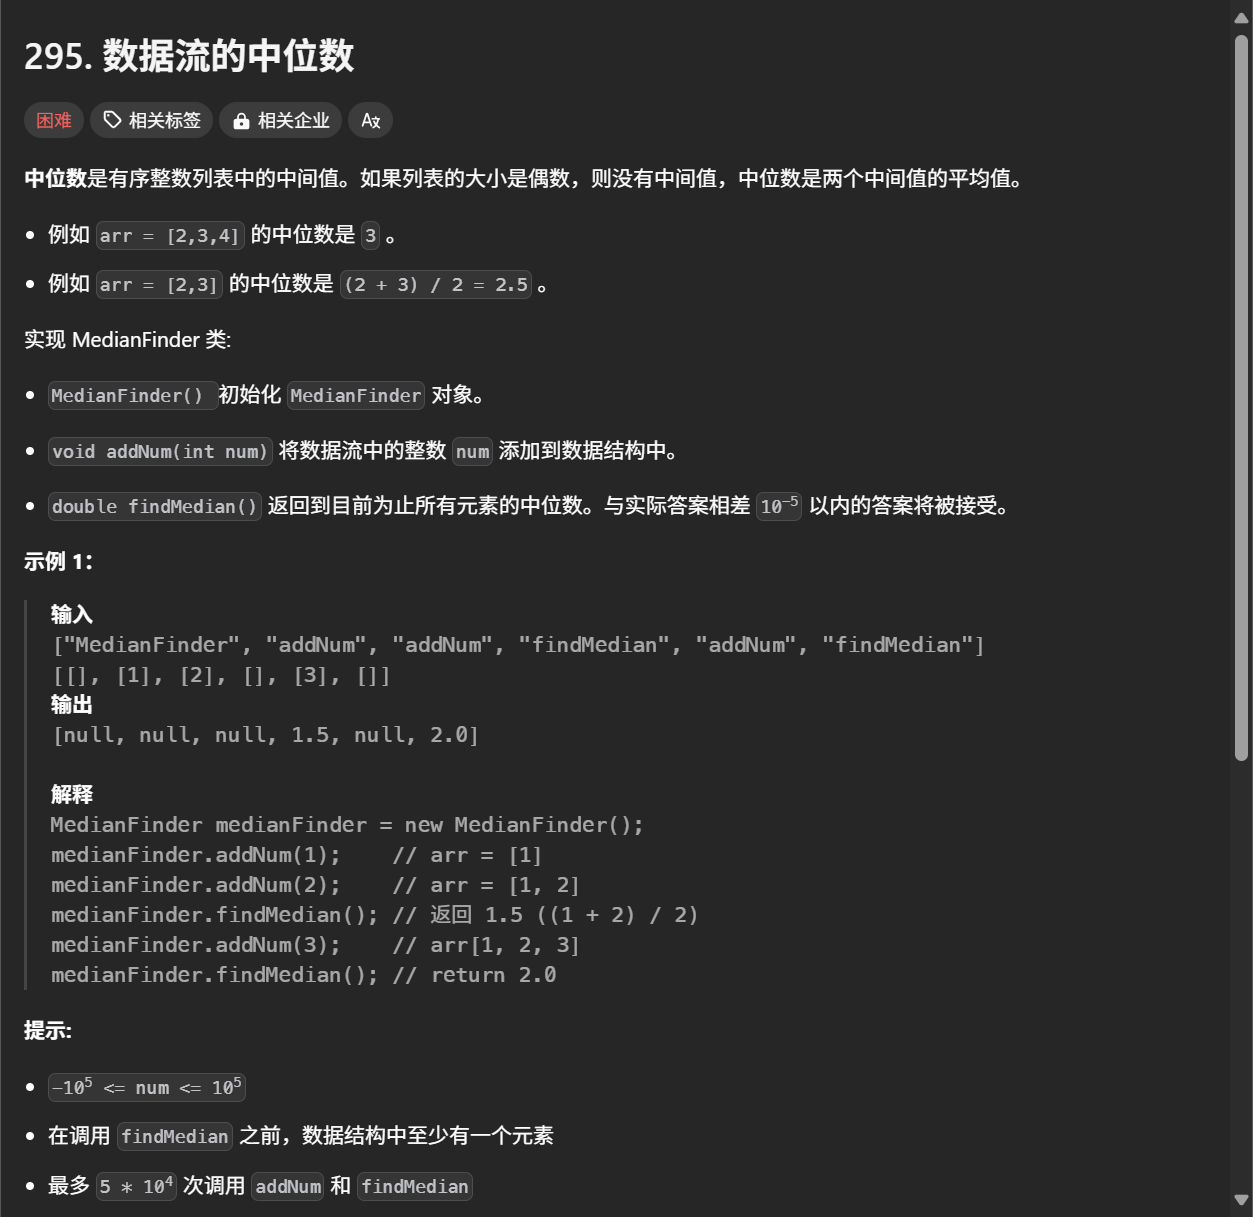 295. 数据流的中位数
困难 相关标签 相关企业 Aア
中位数是有序整数列表中的中间值。如果列表的大小是偶数，则没有中间值，中位数是两个中间值的平均值。
• 例如 arr = [2,3,4] 的中位数是 3 。
• 例如 arr = [2,3] 的中位数是 (2 + 3) / 2 = 2.5 。
实现 MedianFinder 类:
• MedianFinder() 初始化 MedianFinder 对象。
• void addNum(int num) 将数据流中的整数 num 添加到数据结构中。
• double findMedian() 返回到目前为止所有元素的中位数。与实际答案相差 10⁻⁵ 以内的答案将被接受。
示例 1：
输入
["MedianFinder", "addNum", "addNum", "findMedian", "addNum", "findMedian"]
[[], [1], [2], [], [3], []]
输出
[null, null, null, 1.5, null, 2.0]
解释
MedianFinder medianFinder = new MedianFinder();
medianFinder.addNum(1);    // arr = [1]
medianFinder.addNum(2);    // arr = [1, 2]
medianFinder.findMedian(); // 返回 1.5 ((1 + 2) / 2)
medianFinder.addNum(3);    // arr[1, 2, 3]
medianFinder.findMedian(); // return 2.0
提示:
• -10⁵ <= num <= 10⁵
• 在调用 findMedian 之前，数据结构中至少有一个元素
• 最多 5 * 10⁴ 次调用 addNum 和 findMedian